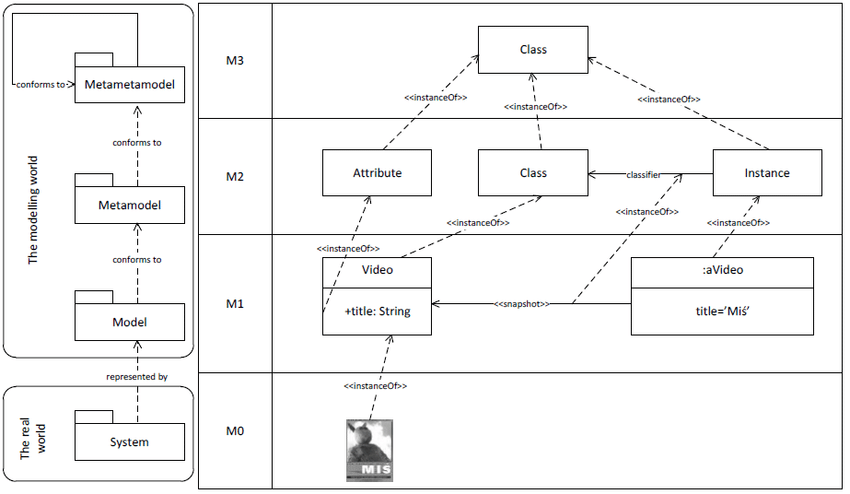 The modelling world
conforms to
Metametamodel
conforms to
Metamodel
conforms to
Model
represented by
The real
world
System
M3
Class
<<instanceOf>>
<<instanceOf>>
<<instanceOf>>
M2
Attribute
Class
classifier
Instance
<<instanceOf>>
<<instanceOf>>
<<instanceOf>>
<<instanceOf>>
M1
Video
+title: String
<<snapshot>>
:aVideo
title='Miś'
M0
<<instanceOf>>
MIS